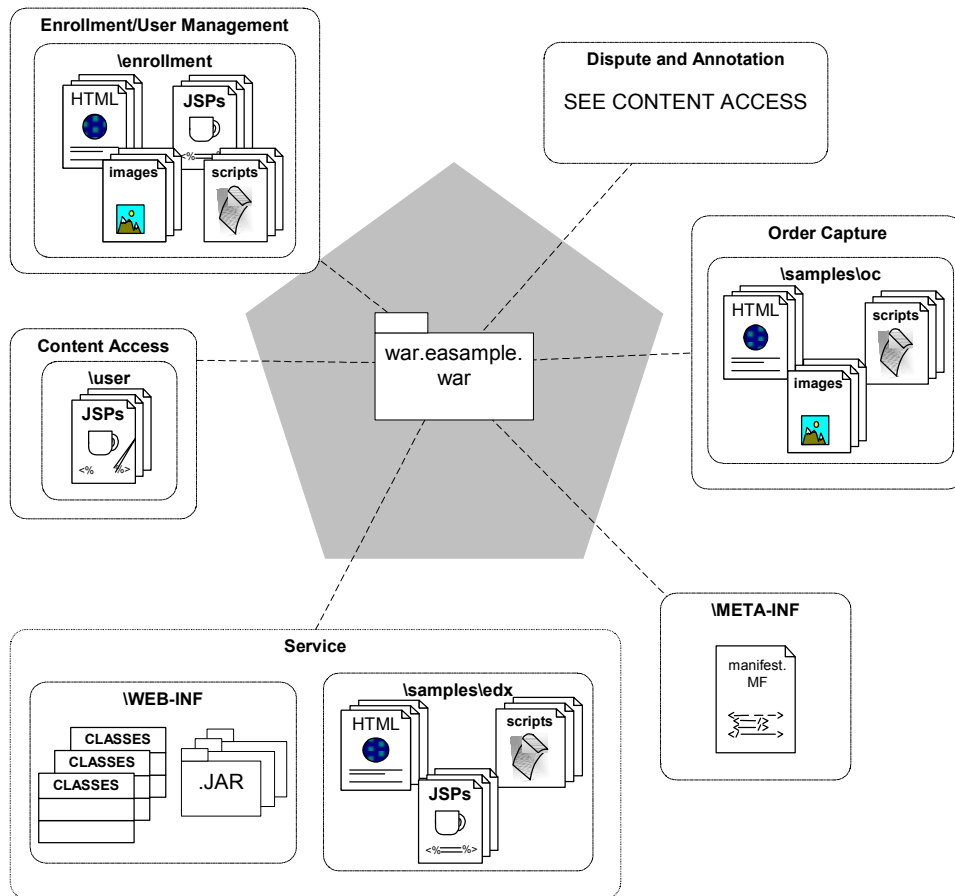 Enrollment/User Management
\enrollment
HTML
JSPs
<% %>
images
scripts
Dispute and Annotation
SEE CONTENT ACCESS
Order Capture
\samples\oc
HTML
scripts
images
Content Access
\user
JSPs
<% %>
war.easample.
war
\META-INF
manifest.
MF
Service
\WEB-INF
CLASSES
CLASSES
CLASSES
.JAR
\samples\edx
HTML
scripts
JSPs
<% %>